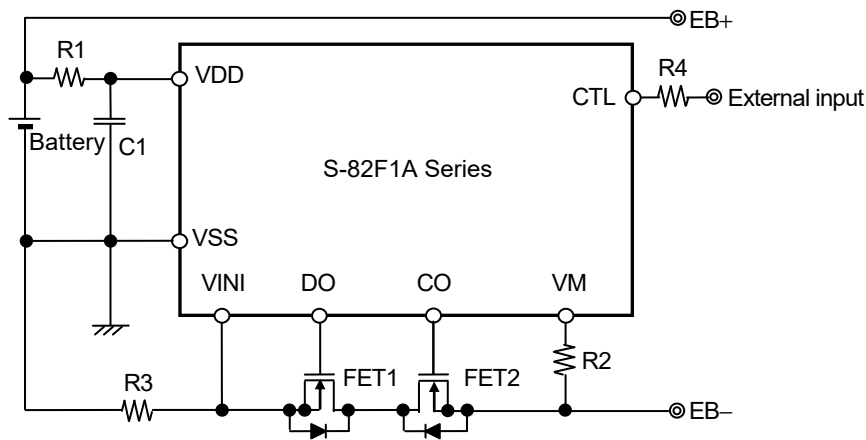 EB+
R1
VDD
R4
CTL
External input
Battery
C1
S-82F1A Series
VSS
VINI
DO
CO
VM
R2
R3
FET1
FET2
EB−